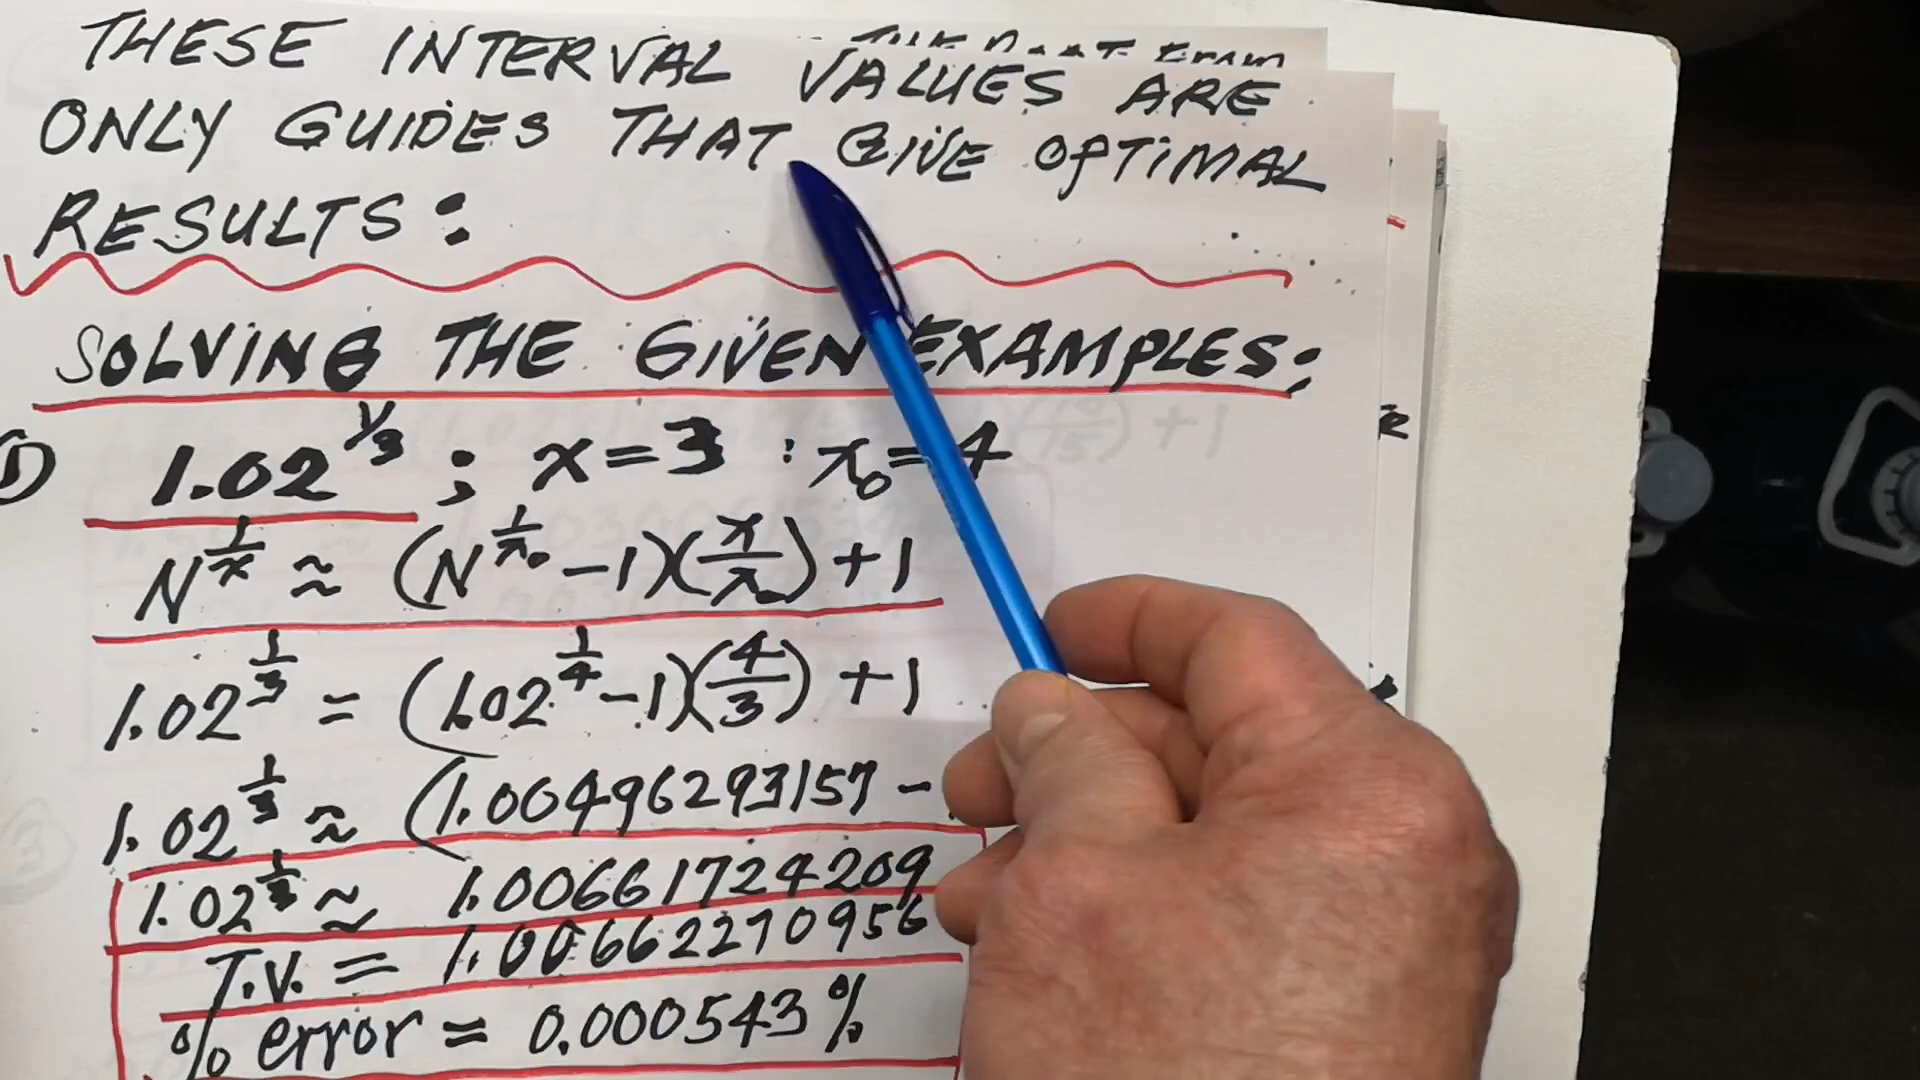 THESE INTERVAL VALUES ARE
ONLY GUIDES THAT GIVE OPTIMAL
RESULTS:
SOLVING THE GIVEN EXAMPLES;
1) 1.02^1/3 ; x=3 : x₀=4
N^(1/x) ≈ (N^(1/x₀) -1)(x/x₀)+1
1.02^(1/3) = (1.02^(1/4) -1)(4/3)+1
1.02^(1/3) ≈ (1.00496293157 -
1.02^(1/3) ≈ 1.00661724209
T.V. = 1.00662270956
% error = 0.000543%